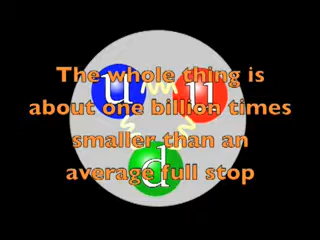 The whole thing is
u u
about one billion times
smaller than an
d
average full stop